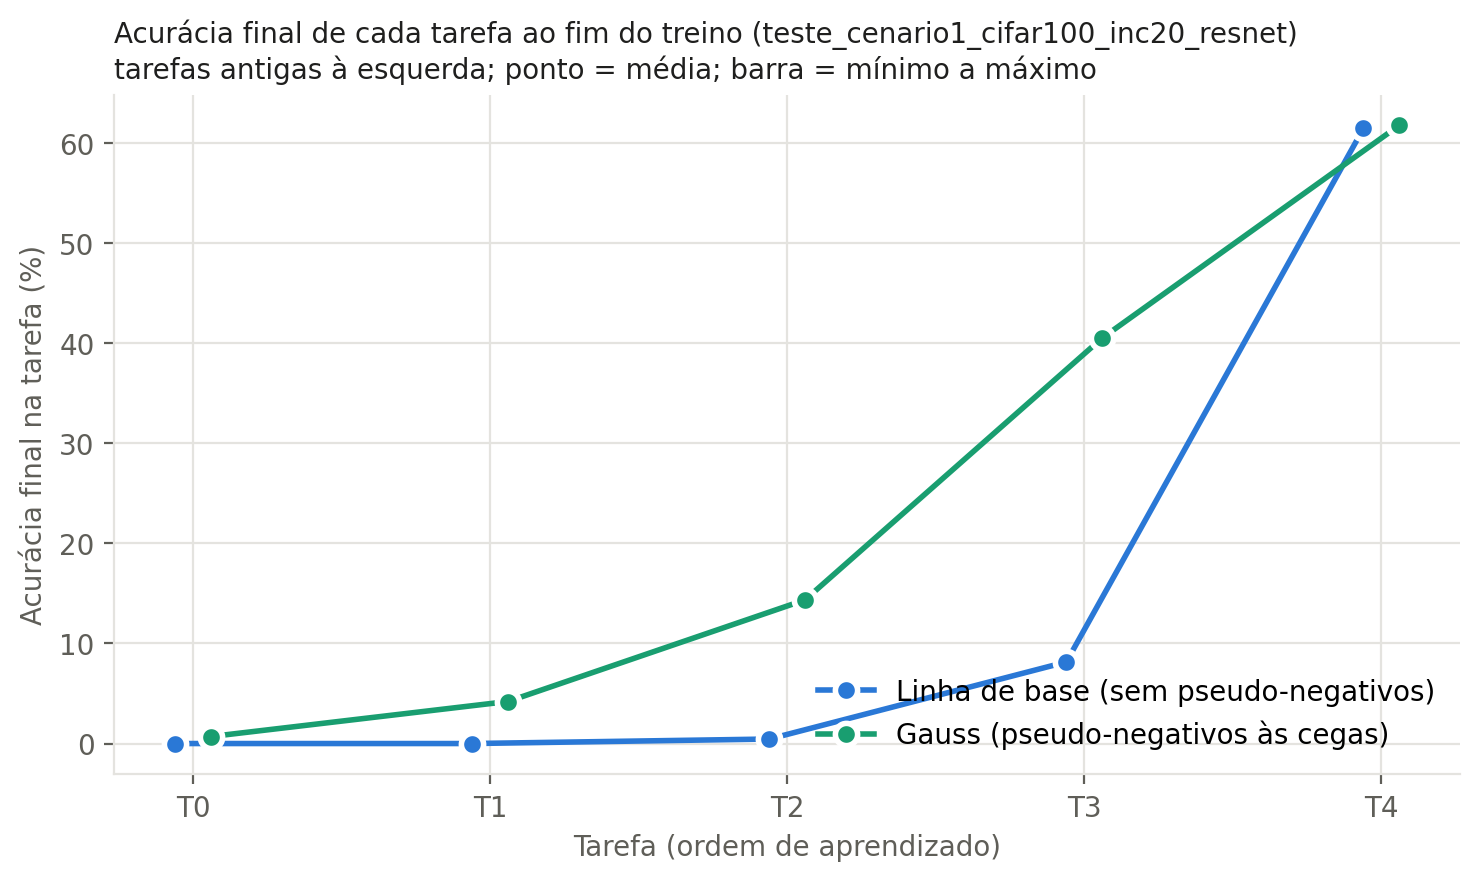 Acurácia final de cada tarefa ao fim do treino (teste_cenario1_cifar100_inc20_resnet)
tarefas antigas à esquerda; ponto = média; barra = mínimo a máximo
Acurácia final na tarefa (%)
60
50
40
30
20
10
0
Linha de base (sem pseudo-negativos)
Gauss (pseudo-negativos às cegas)
T0
T1
T2
T3
T4
Tarefa (ordem de aprendizado)